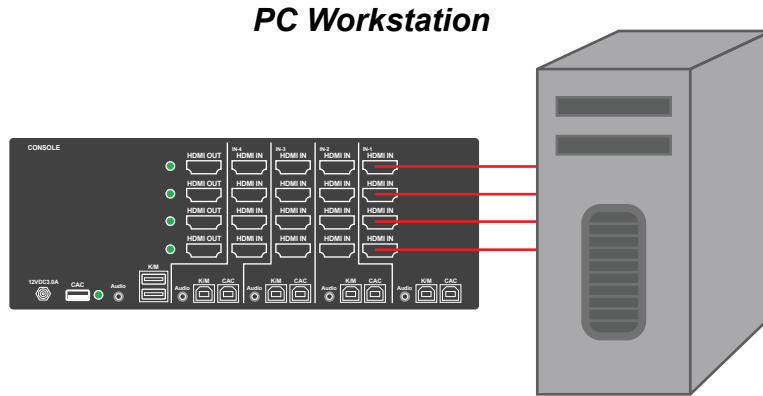 PC Workstation
CONSOLE
IN-4 IN-3 IN-2 IN-1
HDMI OUT HDMI IN HDMI IN HDMI IN HDMI IN
HDMI OUT HDMI IN HDMI IN HDMI IN HDMI IN
HDMI OUT HDMI IN HDMI IN HDMI IN HDMI IN
HDMI OUT HDMI IN HDMI IN HDMI IN HDMI IN
K/M
12VDC3.0A CAC Audio Audio K/M CAC Audio K/M CAC Audio K/M CAC Audio K/M CAC